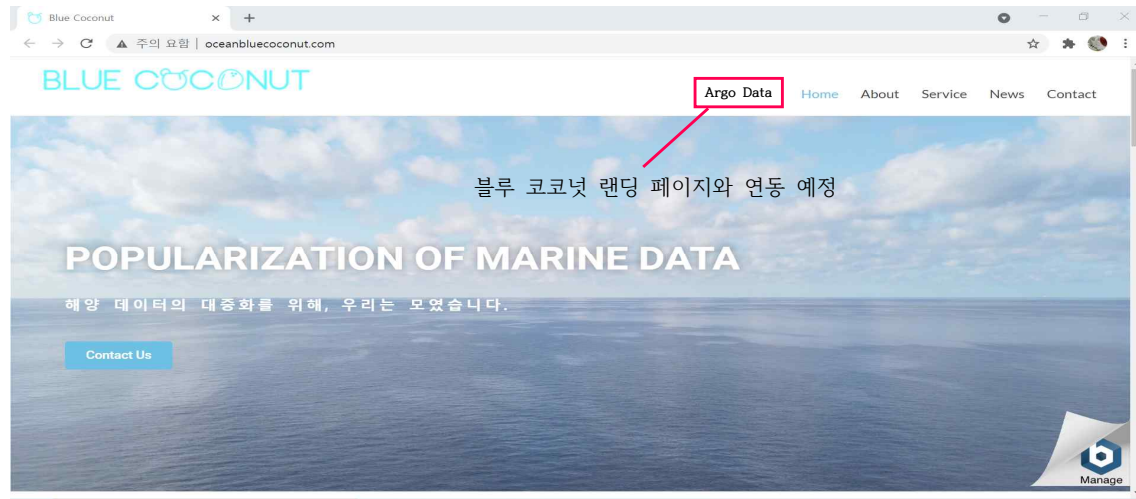 Blue Coconut
주의 요함 | oceanbluecoconut.com
BLUE COCONUT
Argo Data Home About Service News Contact
블루 코코넛 랜딩 페이지와 연동 예정
POPULARIZATION OF MARINE DATA
해양 데이터의 대중화를 위해, 우리는 모였습니다.
Contact Us
Manage